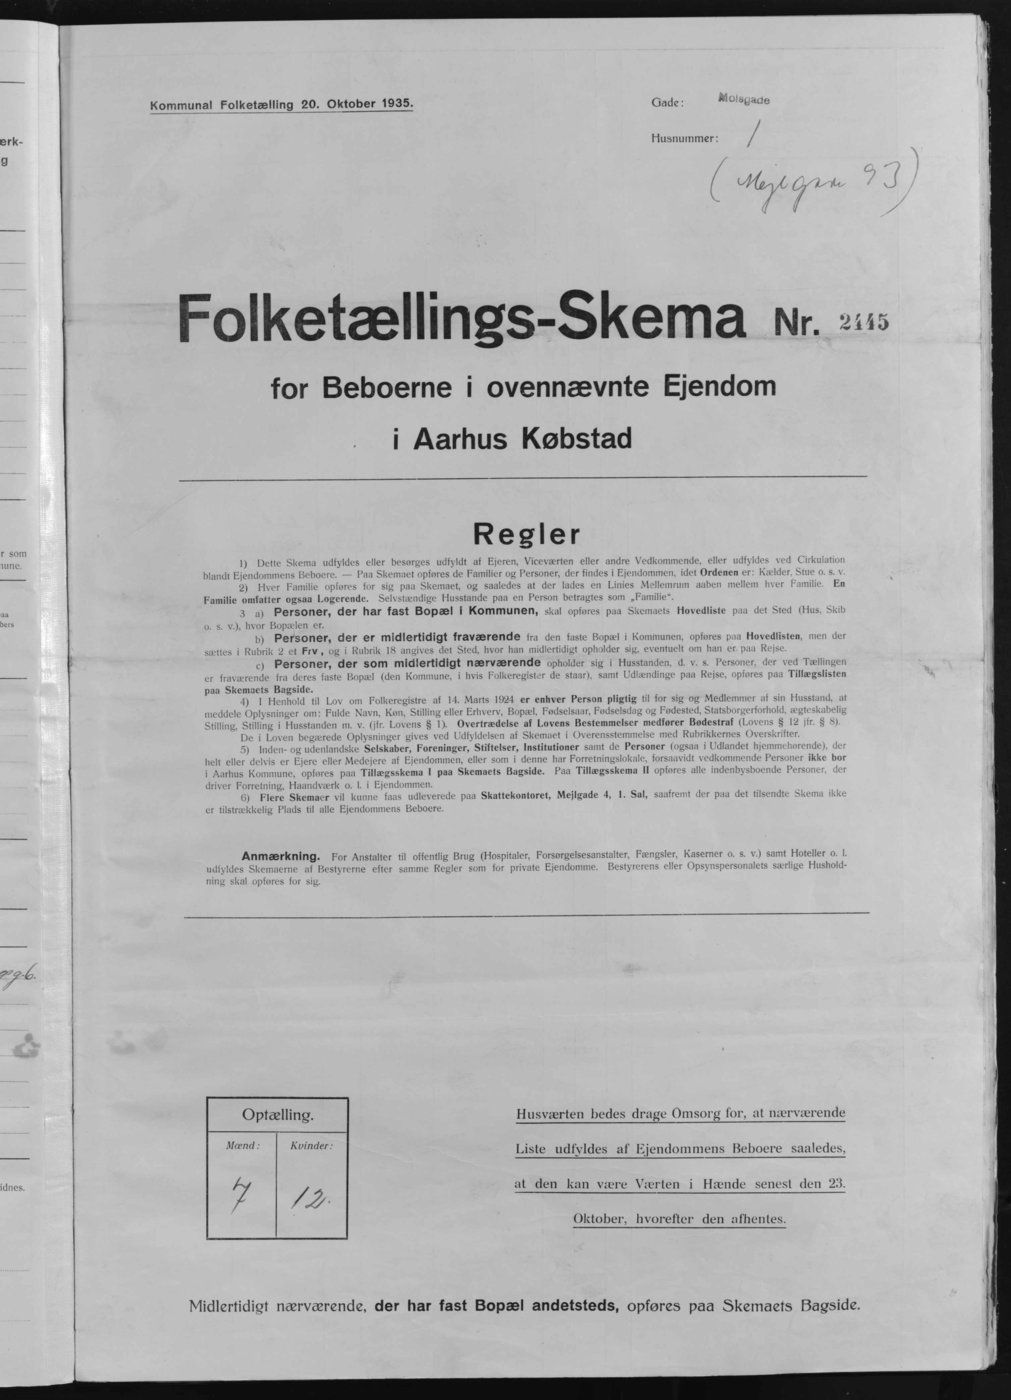 Kommunal Folketælling 20. Oktober 1935.
Gade: Molsgade
Husnummer: 1
(Mejlgade 93)
Folketællings-Skema Nr. 2445
for Beboerne i ovennævnte Ejendom
i Aarhus Købstad
Regler
1) Dette Skema udfyldes eller besørges udfyldt af Ejeren, Viceværten eller andre Vedkommende, eller udfyldes ved Cirkulation
blandt Ejendommens Beboere. — Paa Skemaet opføres de Familier og Personer, der findes i Ejendommen, idet Ordenen er: Kælder, Stue o. s. v.
2) Hver Familie opføres for sig paa Skemaet, og saaledes at der lades en Linies Mellemrum aaben mellem hver Familie. En
Familie omfatter ogsaa Logerende. Selvstændige Husstande paa en Person betragtes som „Familie“.
3 a) Personer, der har fast Bopæl i Kommunen, skal opføres paa Skemaets Hovedliste paa det Sted (Hus, Skib
o. s. v.), hvor Bopælen er.
b) Personer, der er midlertidigt fraværende fra den faste Bopæl i Kommunen, opføres paa Hovedlisten, men der
sættes i Rubrik 2 et Frv, og i Rubrik 18 angives det Sted, hvor han midlertidigt opholder sig, eventuelt om han er paa Rejse.
c) Personer, der som midlertidigt nærværende opholder sig i Husstanden, d. v. s. Personer, der ved Tællingen
er fraværende fra deres faste Bopæl (den Kommune, i hvis Folkeregister de staar), samt Udlændinge paa Rejse, opføres paa Tillægslisten
paa Skemaets Bagside.
4) I Henhold til Lov om Folkeregistre af 14. Marts 1924 er enhver Person pligtig til for sig og Medlemmer af sin Husstand, at
meddele Oplysninger om: Fulde Navn, Køn, Stilling eller Erhverv, Bopæl, Fødselsaar, Fødselsdag og Fødested, Statsborgerforhold, ægteskabelig
Stilling, Stilling i Husstanden m. v. (jfr. Lovens § 1). Overtrædelse af Lovens Bestemmelser medfører Bødestraf (Lovens § 12 jfr. § 8).
De i Loven begærede Oplysninger gives ved Udfyldelsen af Skemaet i Overensstemmelse med Rubrikkernes Overskrifter.
5) Inden- og udenlandske Selskaber, Foreninger, Stiftelser, Institutioner samt de Personer (ogsaa i Udlandet hjemmehørende), der
helt eller delvis er Ejere eller Medejere af Ejendommen, eller som i denne har Forretningslokale, forsaavidt vedkommende Personer ikke bor
i Aarhus Kommune, opføres paa Tillægsskema I paa Skemaets Bagside. Paa Tillægsskema II opføres alle indenbysboende Personer, der
driver Forretning, Haandværk o. l. i Ejendommen.
6) Flere Skemaer vil kunne faas udleverede paa Skattekontoret, Mejlgade 4, 1. Sal, saafremt der paa det tilsendte Skema ikke
er tilstrækkelig Plads til alle Ejendommens Beboere.
Anmærkning. For Anstalter til offentlig Brug (Hospitaler, Forsørgelsesanstalter, Fængsler, Kaserner o. s. v.) samt Hoteller o. l.
udfyldes Skemaerne af Bestyrerne efter samme Regler som for private Ejendomme. Bestyrerens eller Opsynspersonalets særlige Hushold-
ning skal opføres for sig.
Optælling.
Mænd: Kvinder:
7 12.
Husværten bedes drage Omsorg for, at nærværende
Liste udfyldes af Ejendommens Beboere saaledes,
at den kan være Værten i Hænde senest den 23.
Oktober, hvorefter den afhentes.
Midlertidigt nærværende, der har fast Bopæl andetsteds, opføres paa Skemaets Bagside.